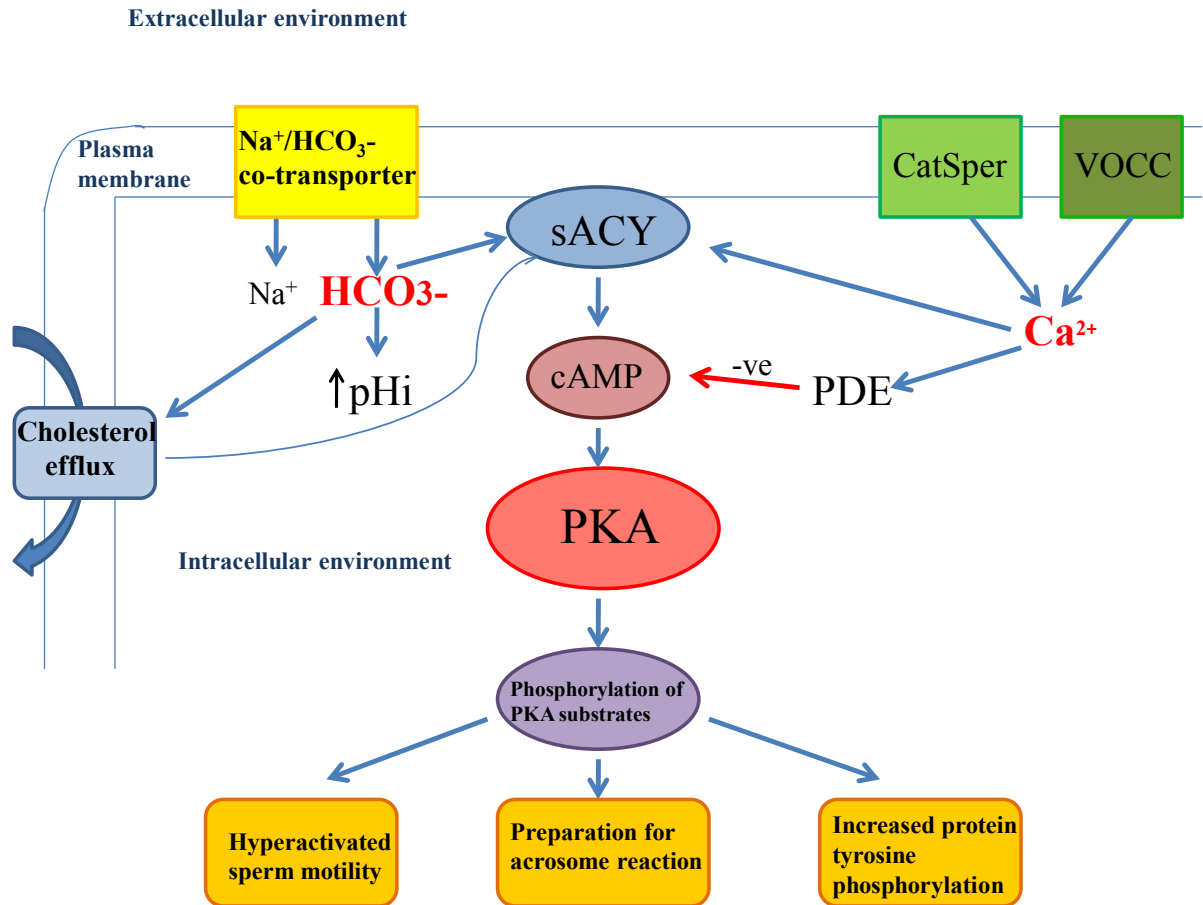 Extracellular environment
Plasma
membrane
Na⁺/HCO₃-
co-transporter
CatSper
VOCC
sACY
Na⁺
HCO3-
Ca²⁺
↑pHi
cAMP
-ve
PDE
Cholesterol
efflux
PKA
Intracellular environment
Phosphorylation of
PKA substrates
Hyperactivated
sperm motility
Preparation for
acrosome reaction
Increased protein
tyrosine
phosphorylation